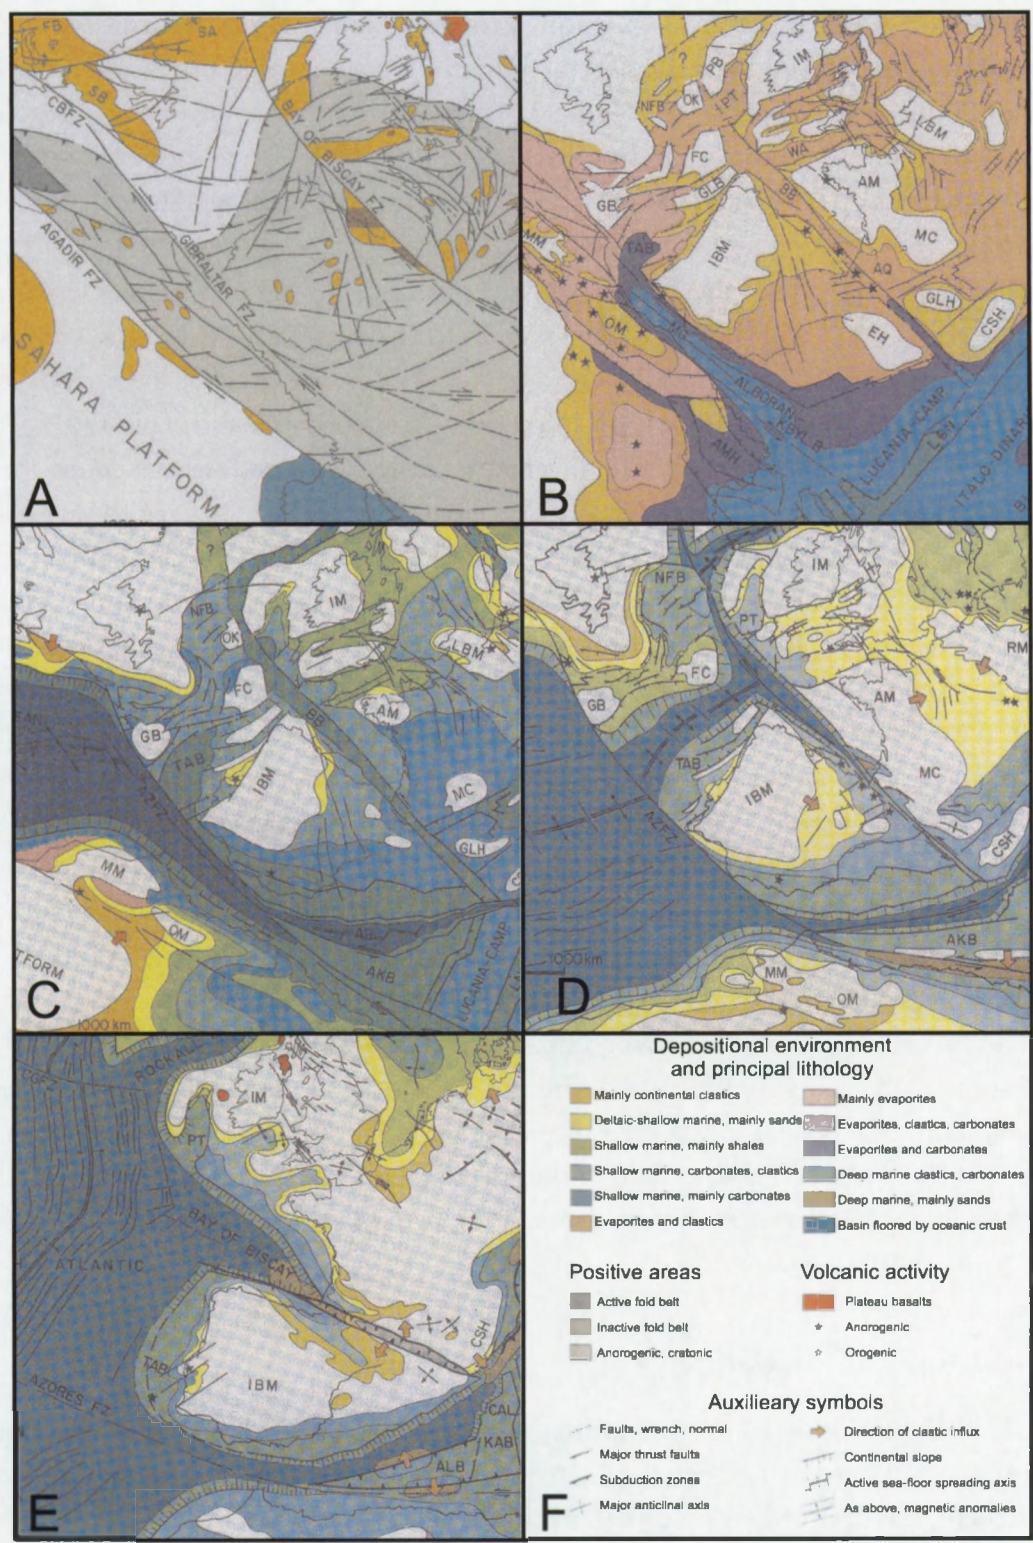 FB
SA
SB
CBFZ
BAY OF BISCAY FZ
GIBRALTAR FZ
AGADIR FZ
SAHARA PLATFORM
A
?
PB
IM
NFB
OK
PT
LBM
FC
WA
AM
GLB
BB
GB
MC
MM
TAB
IBM
AQ
GLH
CSH
OM
EH
ALBORAN
KBYL B
LUCANIA-CAMP
AMH
ITALO DINAR
B
?
NFB
IM
OK
LBM
FC
BB
AM
GB
TAB
IBM
MC
AZFZ
GLH
MM
OM
AKB
LUCANIA-CAMP
TFORM
C
1000 km
NFB
IM
PT
RM
FC
GB
AM
TAB
MC
IBM
AZFZ
CSH
AKB
1000 km
MM
OM
D
ROCKALL
CGFZ
IM
PT
BAY OF BISCAY
ATLANTIC
CSH
TAB
IBM
AZORES FZ
CAL
KAB
ALB
E
Depositional environment
and principal lithology
Mainly continental clastics
Deltaic-shallow marine, mainly sands
Shallow marine, mainly shales
Shallow marine, carbonates, clastics
Shallow marine, mainly carbonates
Evaporites and clastics
Mainly evaporites
Evaporites, clastics, carbonates
Evaporites and carbonates
Deep marine clastics, carbonates
Deep marine, mainly sands
Basin floored by oceanic crust
Positive areas
Active fold belt
Inactive fold belt
Anorogenic, cratonic
Volcanic activity
Plateau basalts
Anorogenic
Orogenic
Auxilieary symbols
Faults, wrench, normal
Major thrust faults
Subduction zones
Major anticlinal axis
Direction of clastic influx
Continental slope
Active sea-floor spreading axis
As above, magnetic anomalies
F